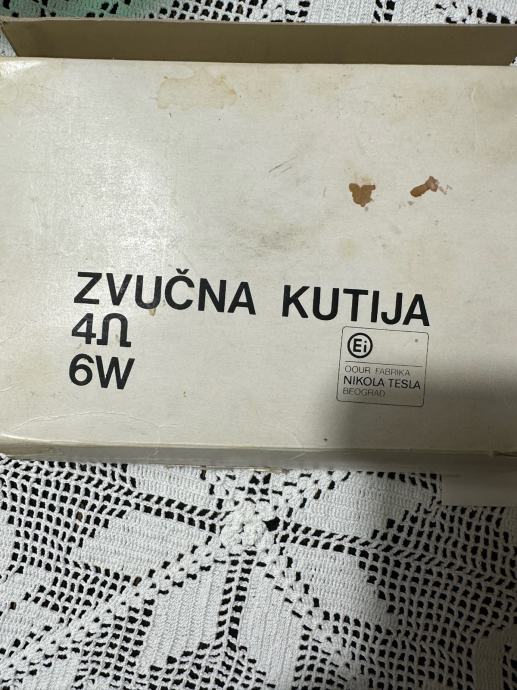 ZVUČNA KUTIJA
4Ω
6W
Ei
OOUR FABRIKA
NIKOLA TESLA
BEOGRAD